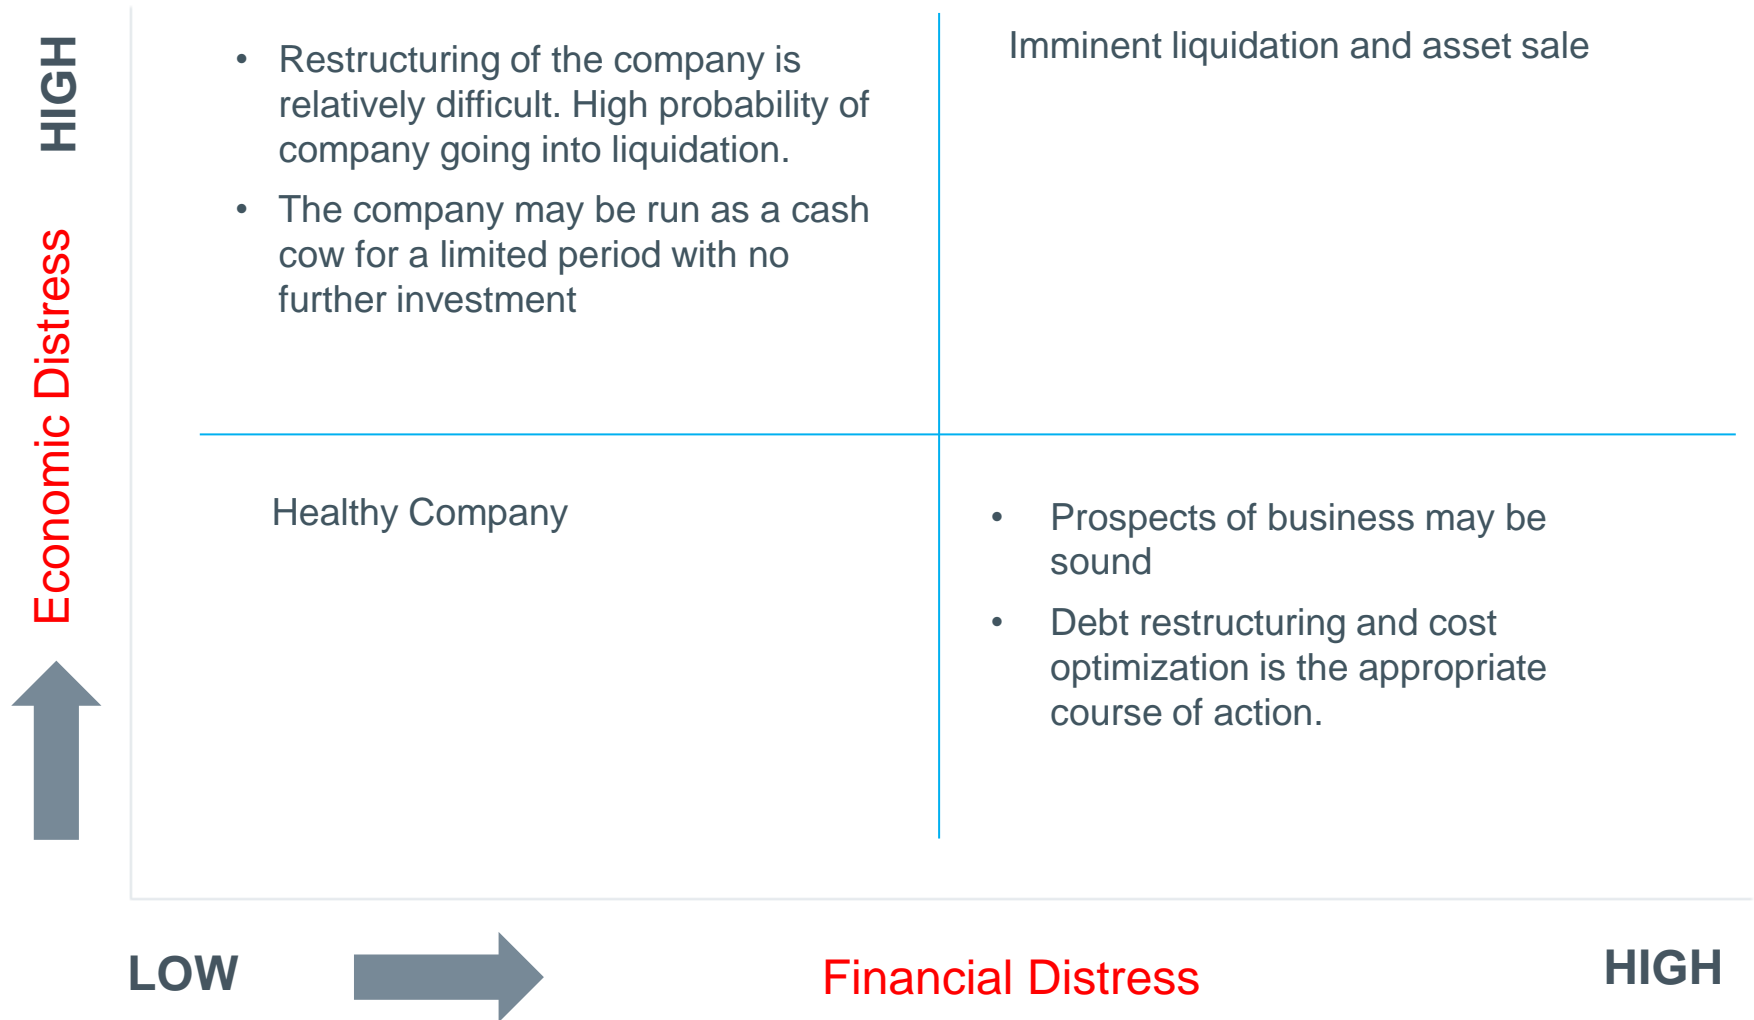 HIGH
Economic Distress
• Restructuring of the company is
relatively difficult. High probability of
company going into liquidation.
• The company may be run as a cash
cow for a limited period with no
further investment
Imminent liquidation and asset sale
Healthy Company
• Prospects of business may be
sound
• Debt restructuring and cost
optimization is the appropriate
course of action.
LOW
Financial Distress
HIGH